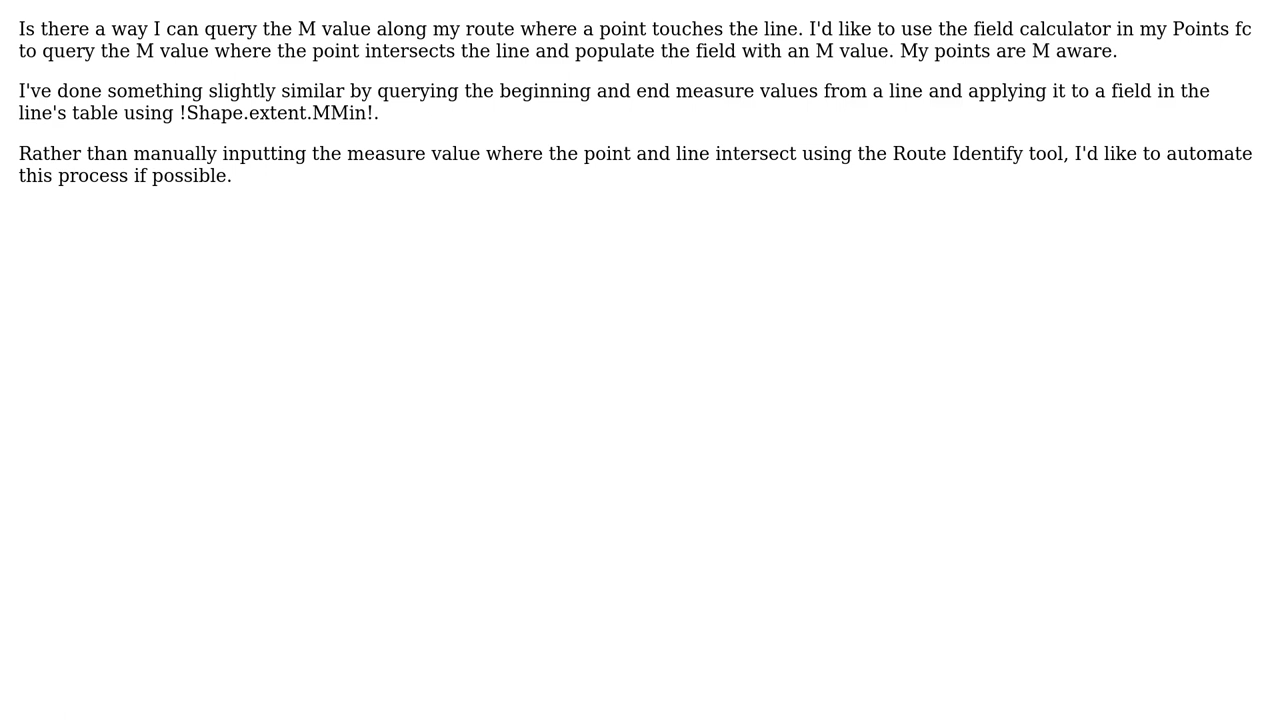 Is there a way I can query the M value along my route where a point touches the line. I'd like to use the field calculator in my Points fc
to query the M value where the point intersects the line and populate the field with an M value. My points are M aware.
I've done something slightly similar by querying the beginning and end measure values from a line and applying it to a field in the
line's table using !Shape.extent.MMin!.
Rather than manually inputting the measure value where the point and line intersect using the Route Identify tool, I'd like to automate
this process if possible.